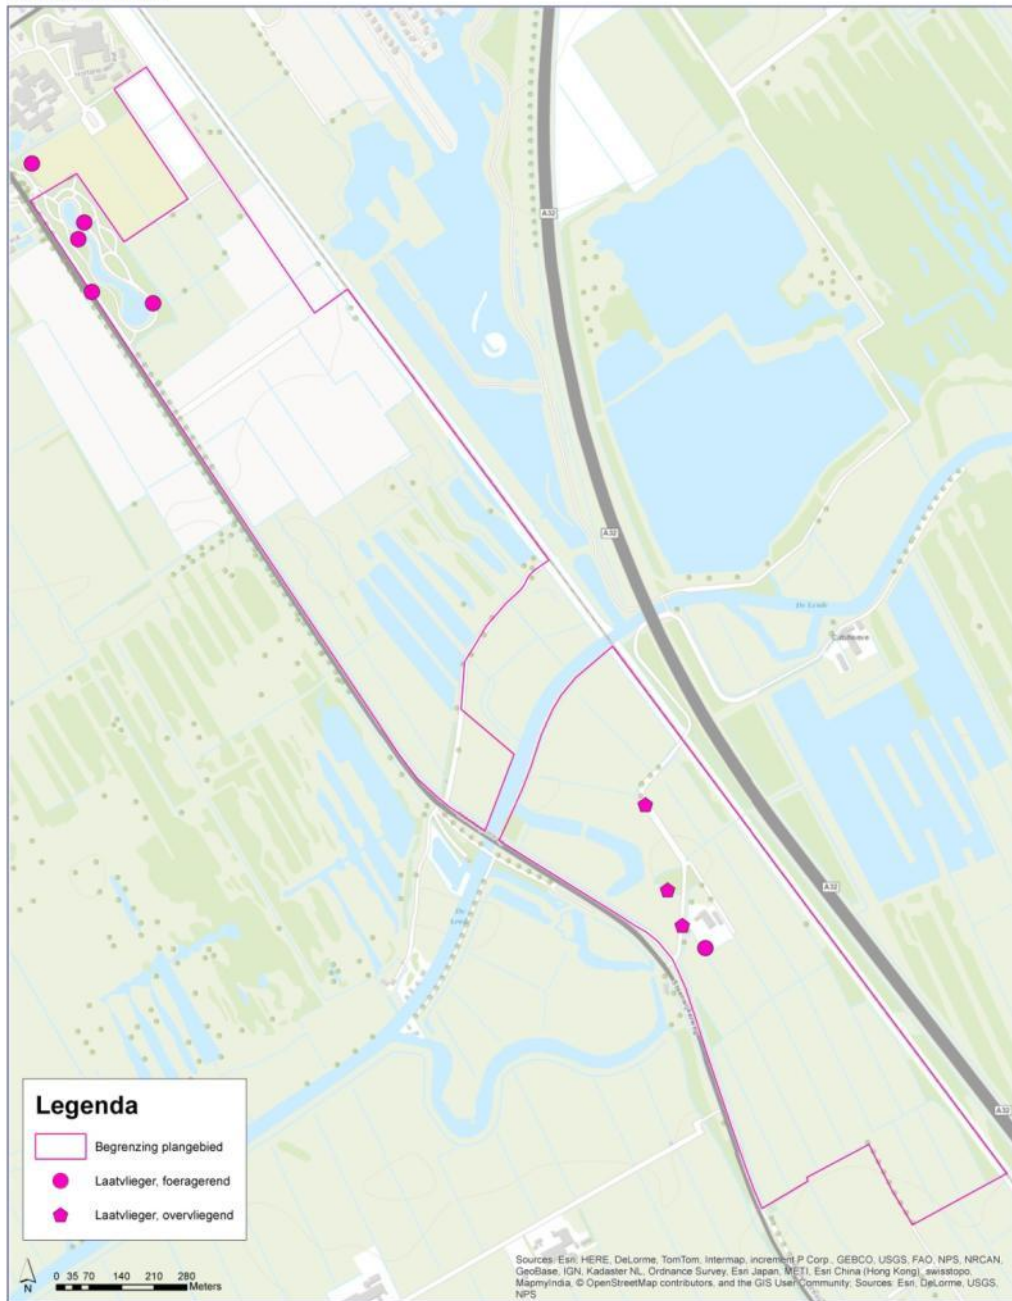 A32
A32
De Lende
A32
De
Legenda
Begrenzing plangebied
Laatvlieger, foeragerend
Laatvlieger, overvliegend
A32
N
0 35 70 140 210 280
Meters
Sources: Esri, HERE, DeLorme, TomTom, Intermap, increment P Corp., GEBCO, USGS, FAO, NPS, NRCAN,
GeoBase, IGN, Kadaster NL, Ordnance Survey, Esri Japan, METI, Esri China (Hong Kong), swisstopo,
MapmyIndia, © OpenStreetMap contributors, and the GIS User Community; Sources: Esri, DeLorme, USGS,
NPS